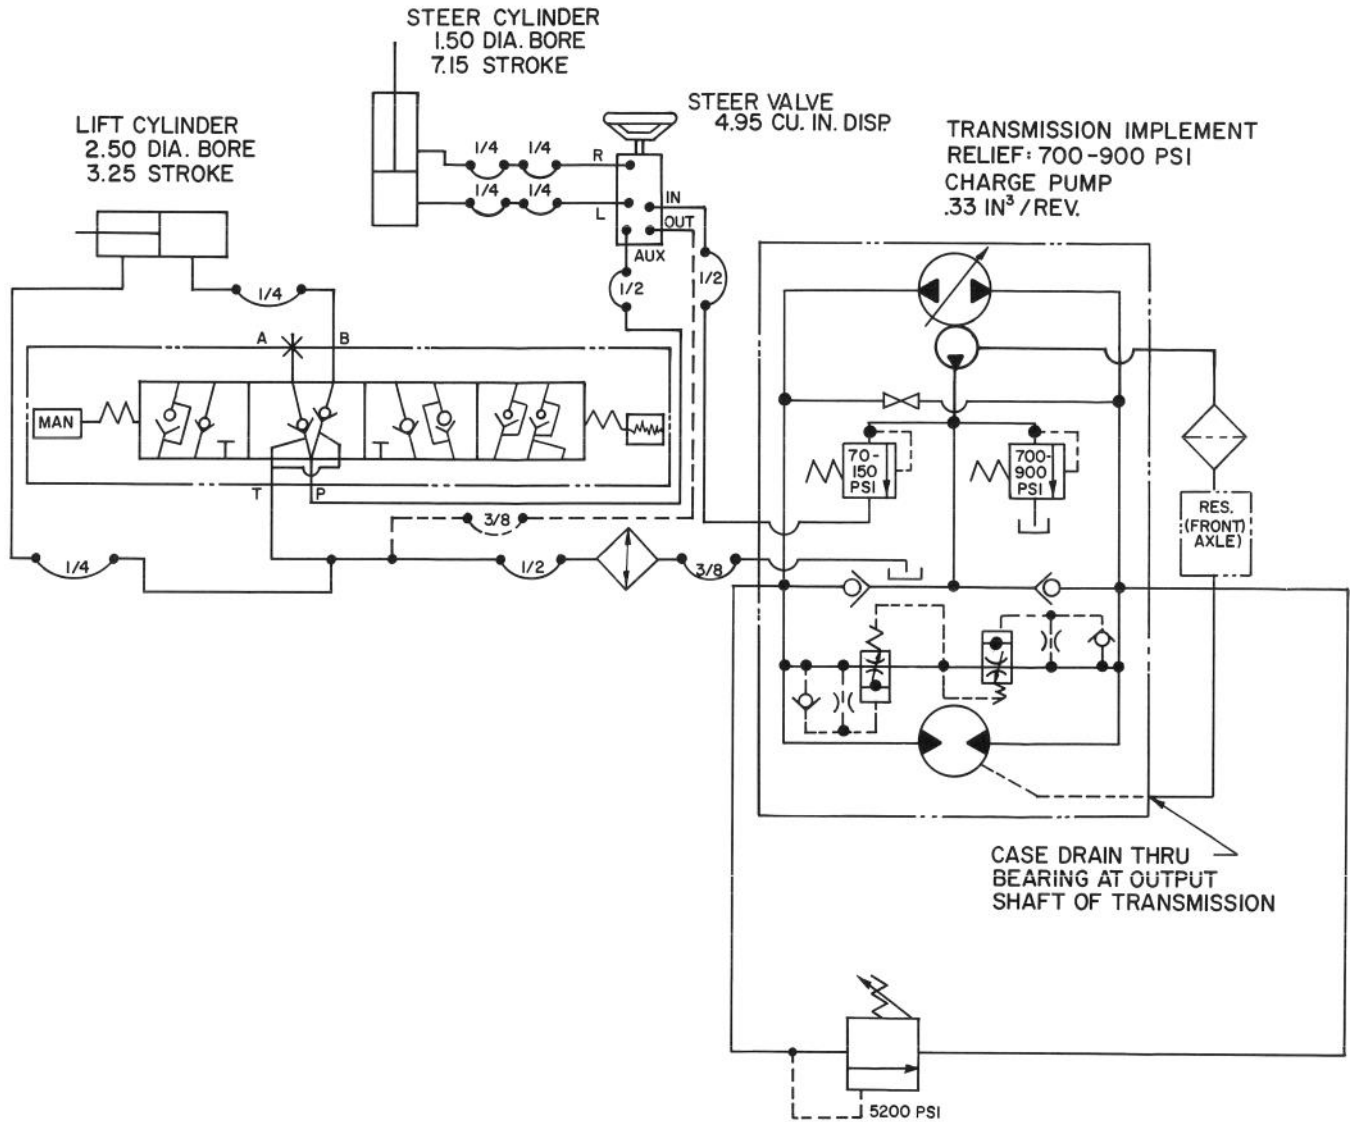 STEER CYLINDER
1.50 DIA. BORE
7.15 STROKE
LIFT CYLINDER
2.50 DIA. BORE
3.25 STROKE
STEER VALVE
4.95 CU. IN. DISP.
TRANSMISSION IMPLEMENT
RELIEF: 700-900 PSI
CHARGE PUMP
.33 IN³/REV.
1/4
1/4
R
1/4
1/4
L
IN
OUT
AUX
1/2
1/2
1/4
A
B
MAN
T
T
T
P
3/8
1/4
1/2
3/8
70-
150
PSI
700-
900
PSI
RES.
(FRONT)
AXLE)
CASE DRAIN THRU
BEARING AT OUTPUT
SHAFT OF TRANSMISSION
5200 PSI